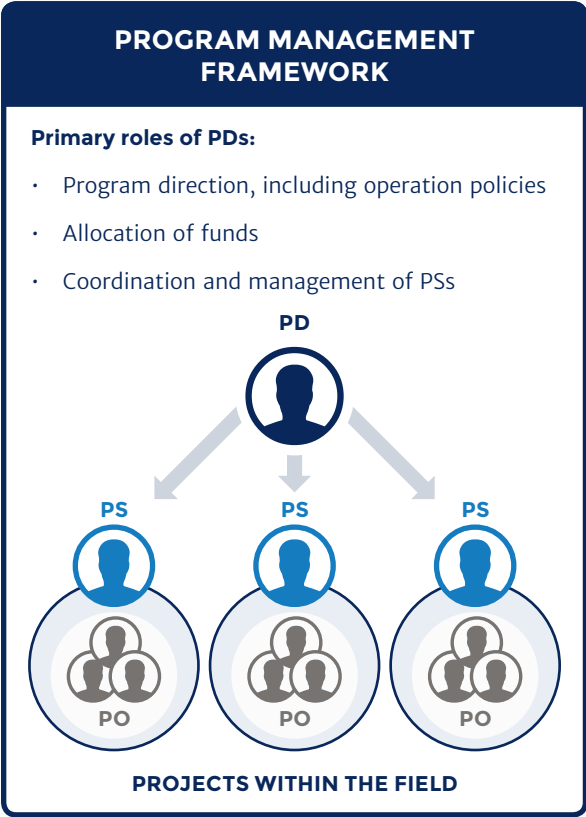 PROGRAM MANAGEMENT
FRAMEWORK
Primary roles of PDs:
· Program direction, including operation policies
· Allocation of funds
· Coordination and management of PSs
PD
PS PS PS
PO PO PO
PROJECTS WITHIN THE FIELD